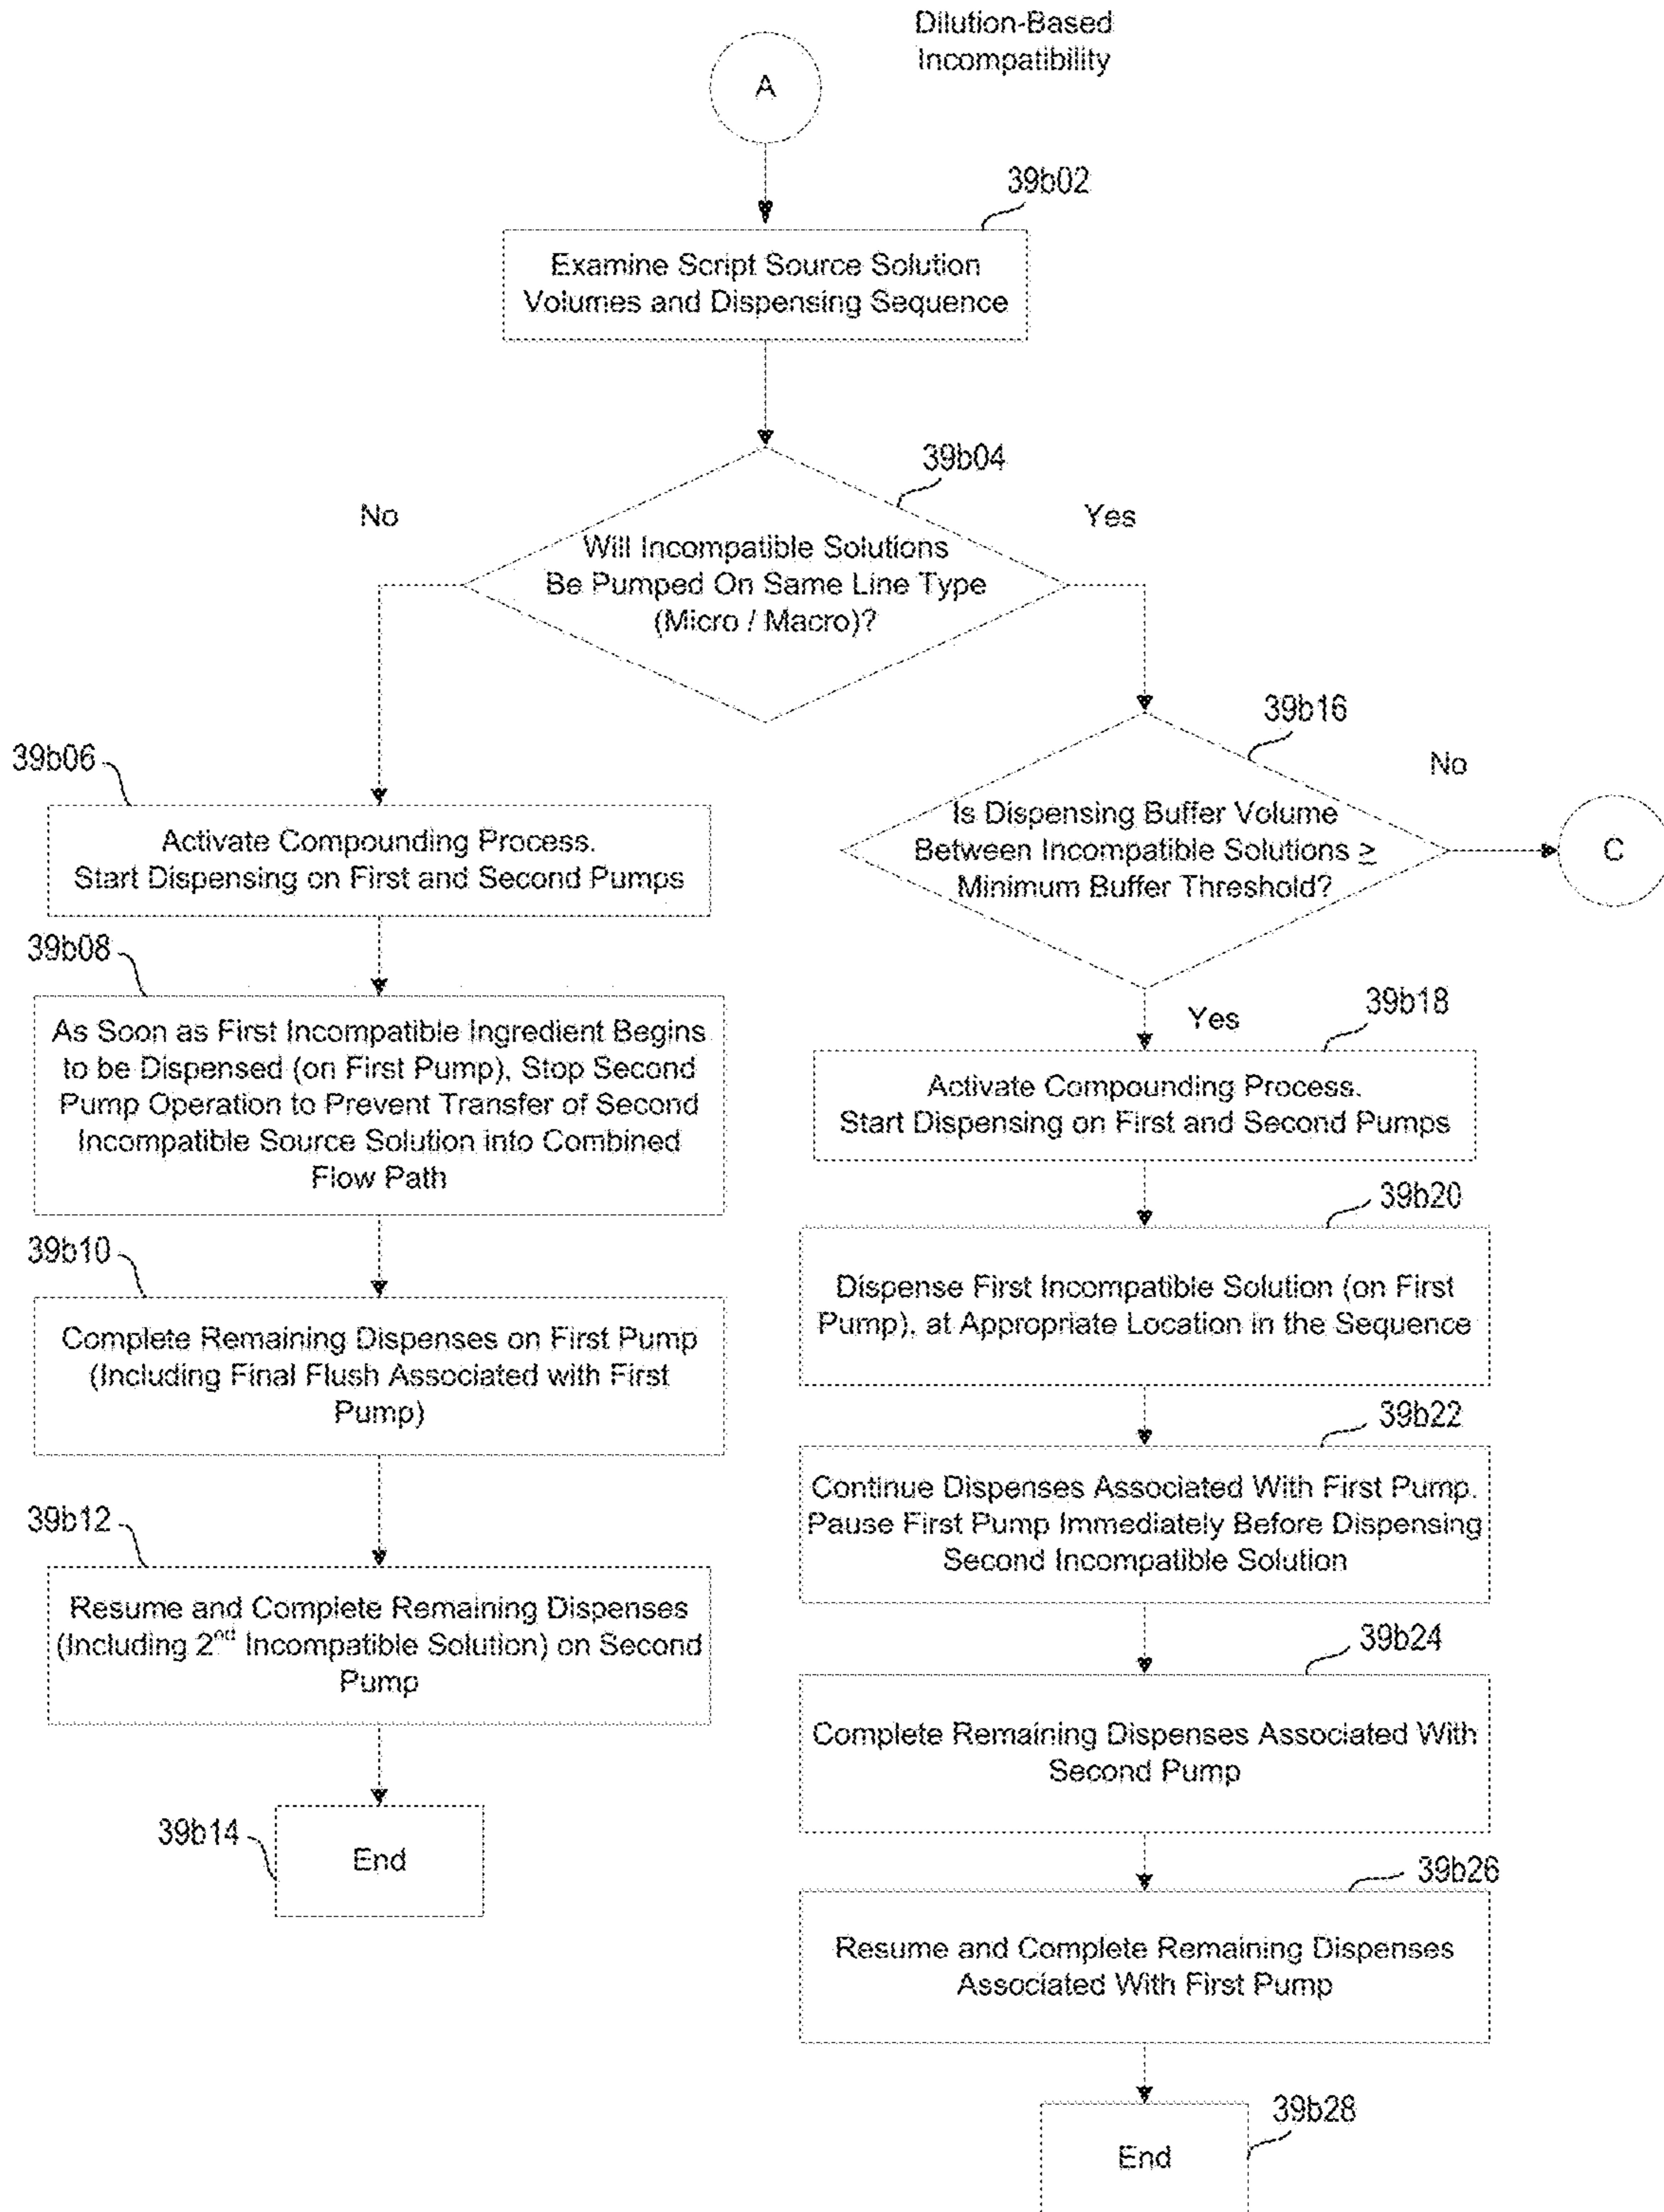 Dilution-Based
Incompatibility
A
39b02
Examine Script Source Solution
Volumes and Dispensing Sequence
39b04
No
Yes
Will Incompatible Solutions
Be Pumped On Same Line Type
(Micro / Macro)?
39b06
Activate Compounding Process.
Start Dispensing on First and Second Pumps
39b08
As Soon as First Incompatible Ingredient Begins
to be Dispensed (on First Pump), Stop Second
Pump Operation to Prevent Transfer of Second
Incompatible Source Solution into Combined
Flow Path
39b10
Complete Remaining Dispenses on First Pump
(Including Final Flush Associated with First
Pump)
39b12
Resume and Complete Remaining Dispenses
(Including 2nd Incompatible Solution) on Second
Pump
39b14
End
39b16
No
Is Dispensing Buffer Volume
Between Incompatible Solutions ≥
Minimum Buffer Threshold?
C
Yes
39b18
Activate Compounding Process.
Start Dispensing on First and Second Pumps
39b20
Dispense First Incompatible Solution (on First
Pump), at Appropriate Location in the Sequence
39b22
Continue Dispenses Associated With First Pump.
Pause First Pump Immediately Before Dispensing
Second Incompatible Solution
39b24
Complete Remaining Dispenses Associated With
Second Pump
39b26
Resume and Complete Remaining Dispenses
Associated With First Pump
39b28
End